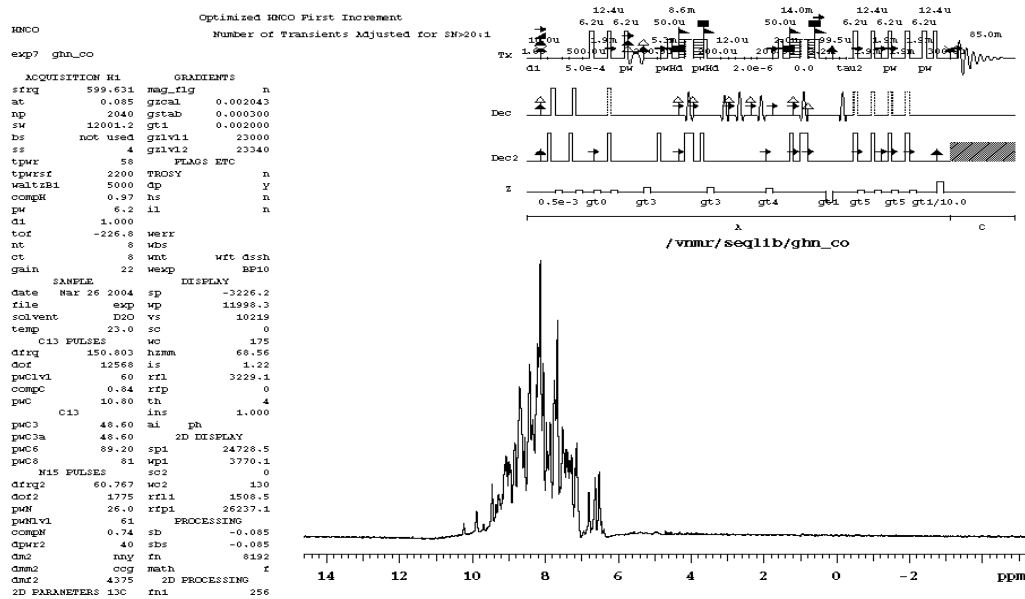 Optimized HNCO First Increment
Number of Transients Adjusted for SN>20:1
HNCO
exp7 ghn_co
ACQUISITION H1 GRADIENTS
sfrq 599.631 mag_flg n
at 0.085 gzcal 0.002043
np 2040 gstab 0.000300
sw 12001.2 gt1 0.002000
bs not used gzlvl1 23000
ss 4 gzlvl2 23340
tpwr 58 FLAGS ETC
tpwrsf 2200 TROSY n
waltzB1 5000 dp y
compH 0.97 hs n
pw 6.2 il n
d1 1.000
tof -226.8 werr
nt 8 wbs
ct 8 wnt wft dssh
gain 22 wexp BP10
SAMPLE DISPLAY
date Mar 26 2004 sp -3226.2
file exp wp 11998.3
solvent D2O vs 10219
temp 23.0 sc 0
C13 PULSES wc 175
dfrq 150.803 hzmm 68.56
dof 12568 is 1.22
pwClvl 60 rfl 3229.1
compC 0.84 rfp 0
pwC 10.80 th 4
C13 ins 1.000
pwC3 48.60 ai ph
pwC3a 48.60 2D DISPLAY
pwC6 89.20 sp1 24728.5
pwC8 81 wp1 3770.1
N15 PULSES sc2 0
dfrq2 60.767 wc2 130
dof2 1775 rfl1 1508.5
pwN 26.0 rfp1 26237.1
pwNlvl 61 PROCESSING
compN 0.74 sb -0.085
dpwr2 40 sbs -0.085
dm2 nny fn 8192
dmm2 ccg math f
dmf2 4375 2D PROCESSING
2D PARAMETERS 13C fn1 256
12.4u 8.6m 14.0m 12.4u 12.4u
6.2u 6.2u 50.0u 50.0u 6.2u 6.2u 6.2u
85.0m
Tx
d1 5.0e-4 pw pwHd pwHd 2.0e-6 0.0 tau2 pw pw
Dec
Dec2
Z
0.5e-3 gt0 gt3 gt3 gt4 gt1 gt5 gt5 gt1/10.0
A C
/vnmr/seqlib/ghn_co
14 12 10 8 6 4 2 0 -2 ppm